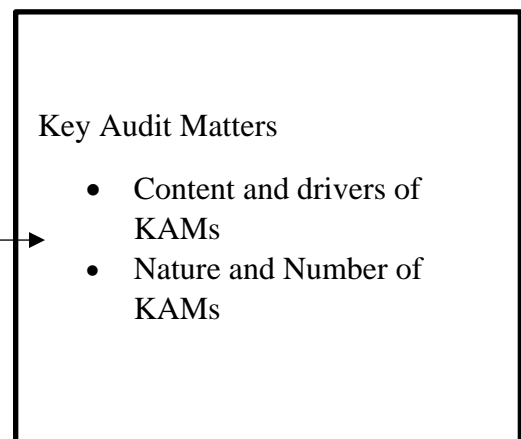 Key Audit Matters
• Content and drivers of
KAMs
• Nature and Number of
KAMs